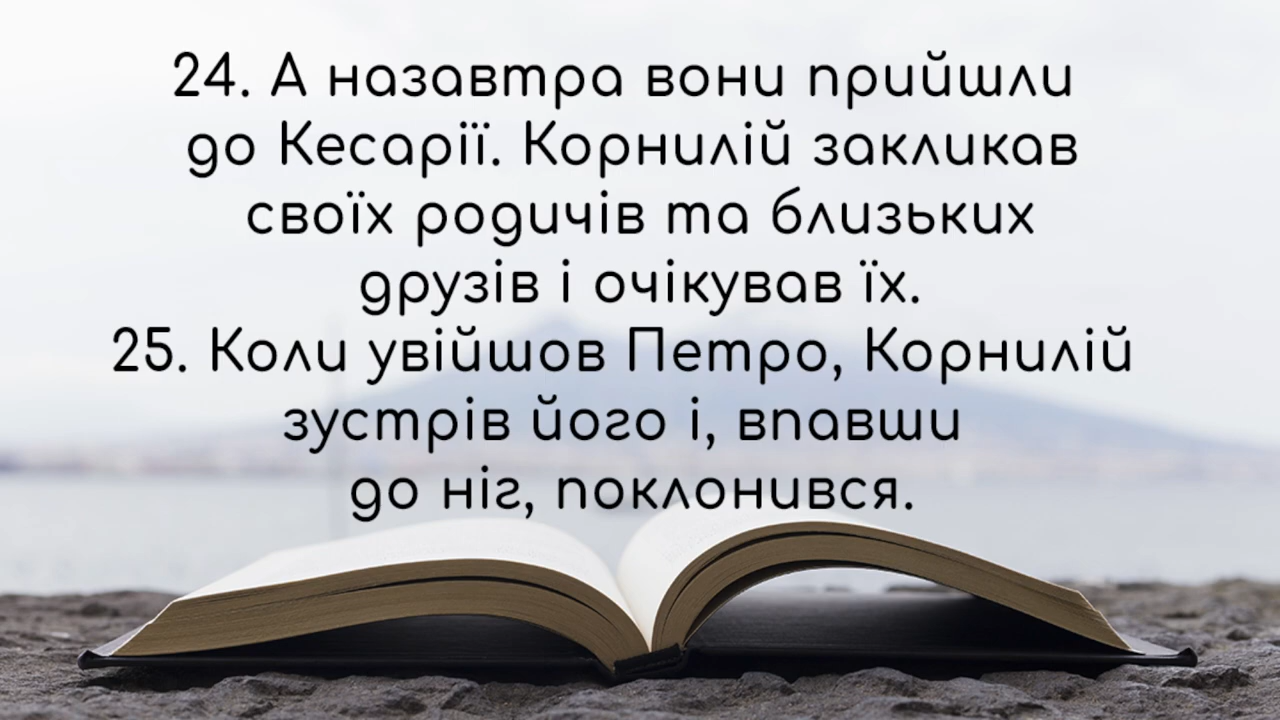 24. А назавтра вони прийшли
до Кесарії. Корнилій закликав
своїх родичів та близьких
друзів і очікував їх.
25. Коли увійшов Петро, Корнилій
зустрів його і, впавши
до ніг, поклонився.